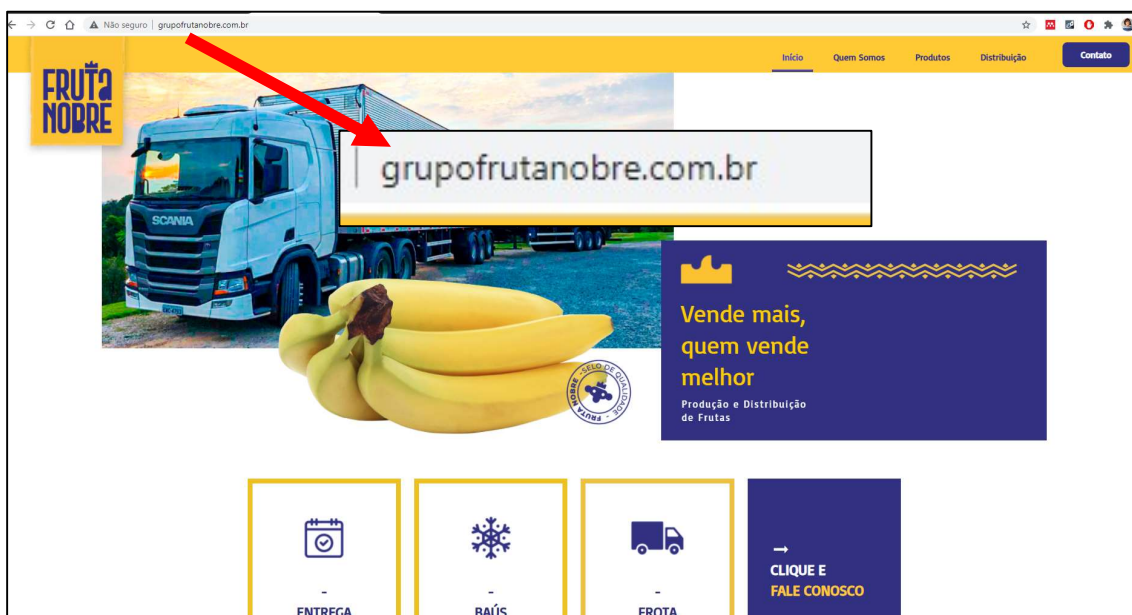 Não seguro | grupofrutanobre.com.br
FRUTA
NOBRE
Início
Quem Somos
Produtos
Distribuição
Contato
grupofrutanobre.com.br
SCANIA
Vende mais,
quem vende
melhor
Produção e Distribuição
de Frutas
SELO DE QUALIDADE - FRUTA NOBRE -
ENTREGA
BAÚS
FROTA
→
CLIQUE E
FALE CONOSCO